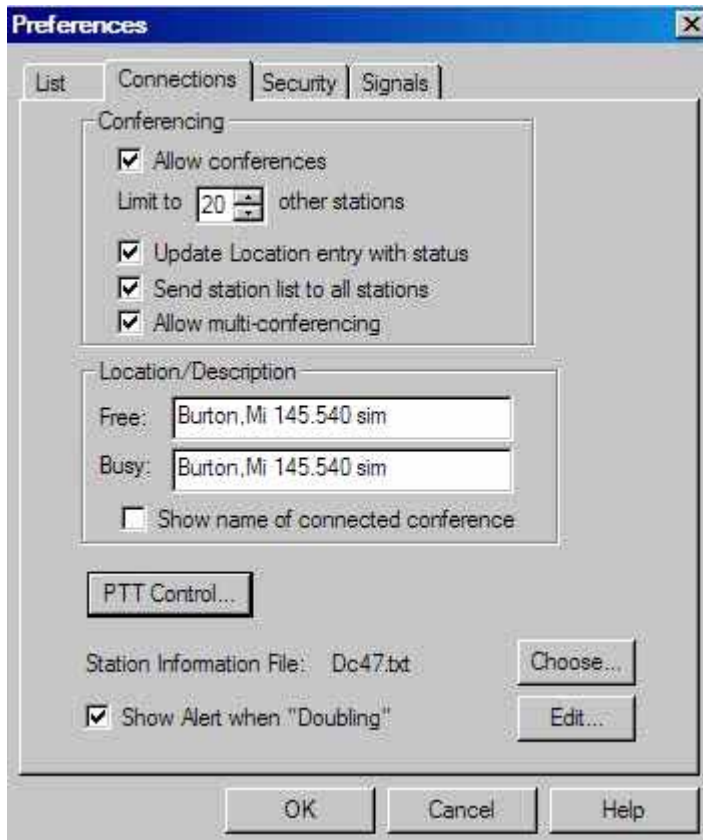 Preferences
List Connections Security Signals
Conferencing
Allow conferences
Limit to 20 other stations
Update Location entry with status
Send station list to all stations
Allow multi-conferencing
Location/Description
Free: Burton,Mi 145.540 sim
Busy: Burton,Mi 145.540 sim
Show name of connected conference
PTT Control...
Station Information File: Dc47.txt Choose...
Show Alert when "Doubling" Edit...
OK Cancel Help